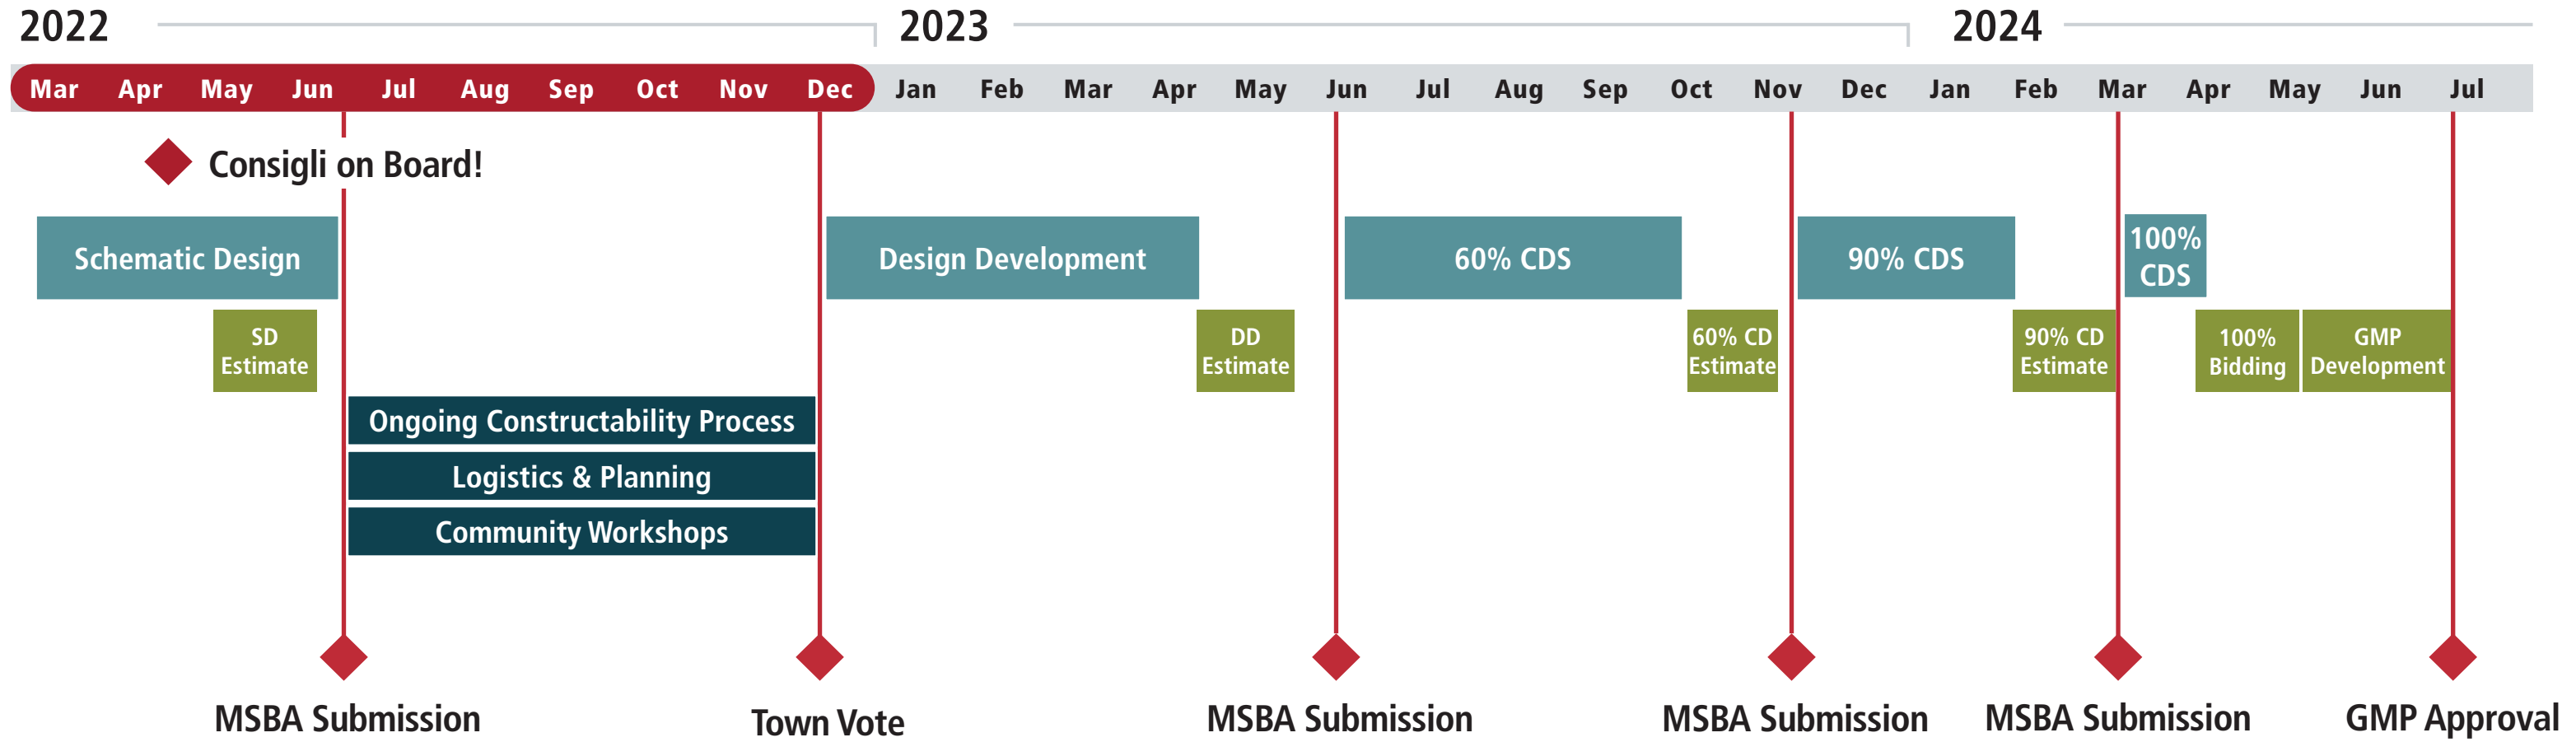 2022 2023 2024
Mar Apr May Jun Jul Aug Sep Oct Nov Dec Jan Feb Mar Apr May Jun Jul Aug Sep Oct Nov Dec Jan Feb Mar Apr May Jun Jul
Consigli on Board!
Schematic Design
Design Development
60% CDS
90% CDS
100%
CDS
SD
Estimate
DD
Estimate
60% CD
Estimate
90% CD
Estimate
100%
Bidding
GMP
Development
Ongoing Constructability Process
Logistics & Planning
Community Workshops
MSBA Submission
Town Vote
MSBA Submission
MSBA Submission
MSBA Submission
GMP Approval